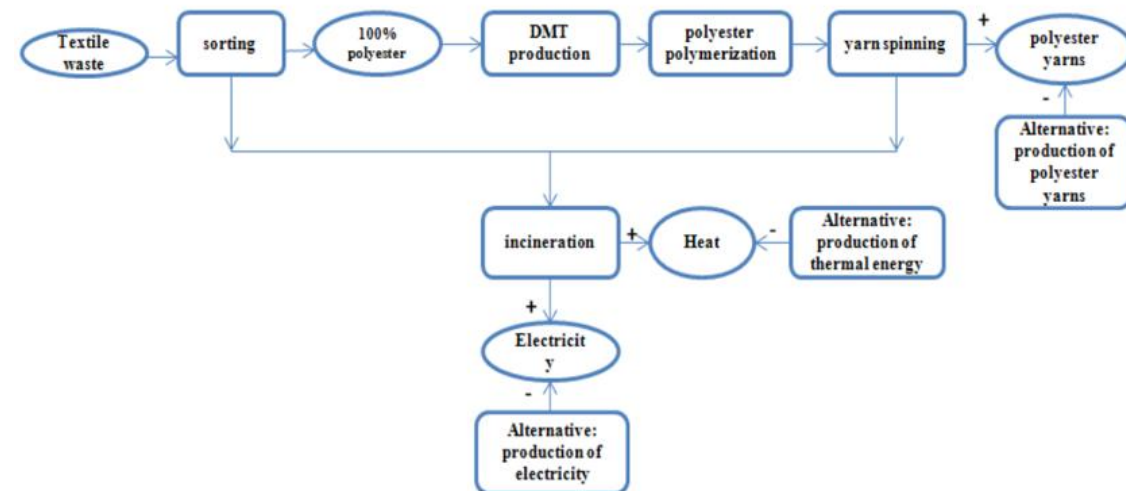 Textile
waste
sorting
100%
polyester
DMT
production
polyester
polymerization
yarn spinning
+
polyester
yarns
-
Alternative:
production of
polyester
yarns
incineration
+
Heat
-
Alternative:
production of
thermal energy
+
Electricit
y
-
Alternative:
production of
electricity